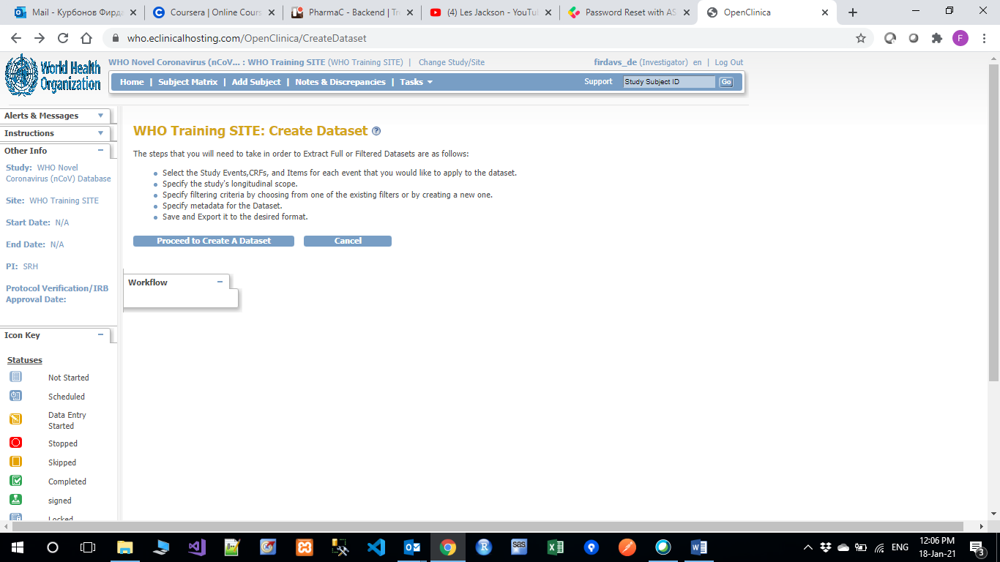 Mail - Курбонов Фирда
Coursera | Online Cours
PharmaC - Backend | Tr
(4) Les Jackson - YouTu
Password Reset with AS
OpenClinica
who.eclinicalhosting.com/OpenClinica/CreateDataset
F
World Health
Organization
WHO Novel Coronavirus (nCoV... : WHO Training SITE (WHO Training SITE) | Change Study/Site
firdavs_de (Investigator) en | Log Out
Home | Subject Matrix | Add Subject | Notes & Discrepancies | Tasks
Support
Study Subject ID
Go
Alerts & Messages
Instructions
Other Info
Study: WHO Novel
Coronavirus (nCoV) Database
Site: WHO Training SITE
Start Date: N/A
End Date: N/A
PI: SRH
Protocol Verification/IRB
Approval Date:
WHO Training SITE: Create Dataset ?
The steps that you will need to take in order to Extract Full or Filtered Datasets are as follows:
Select the Study Events,CRFs, and Items for each event that you would like to apply to the dataset.
Specify the study's longitudinal scope.
Specify filtering criteria by choosing from one of the existing filters or by creating a new one.
Specify metadata for the Dataset.
Save and Export it to the desired format.
Proceed to Create A Dataset
Cancel
Workflow
Icon Key
Statuses
Not Started
Scheduled
Data Entry
Started
Stopped
Skipped
Completed
signed
Locked
ENG
12:06 PM
18-Jan-21
3